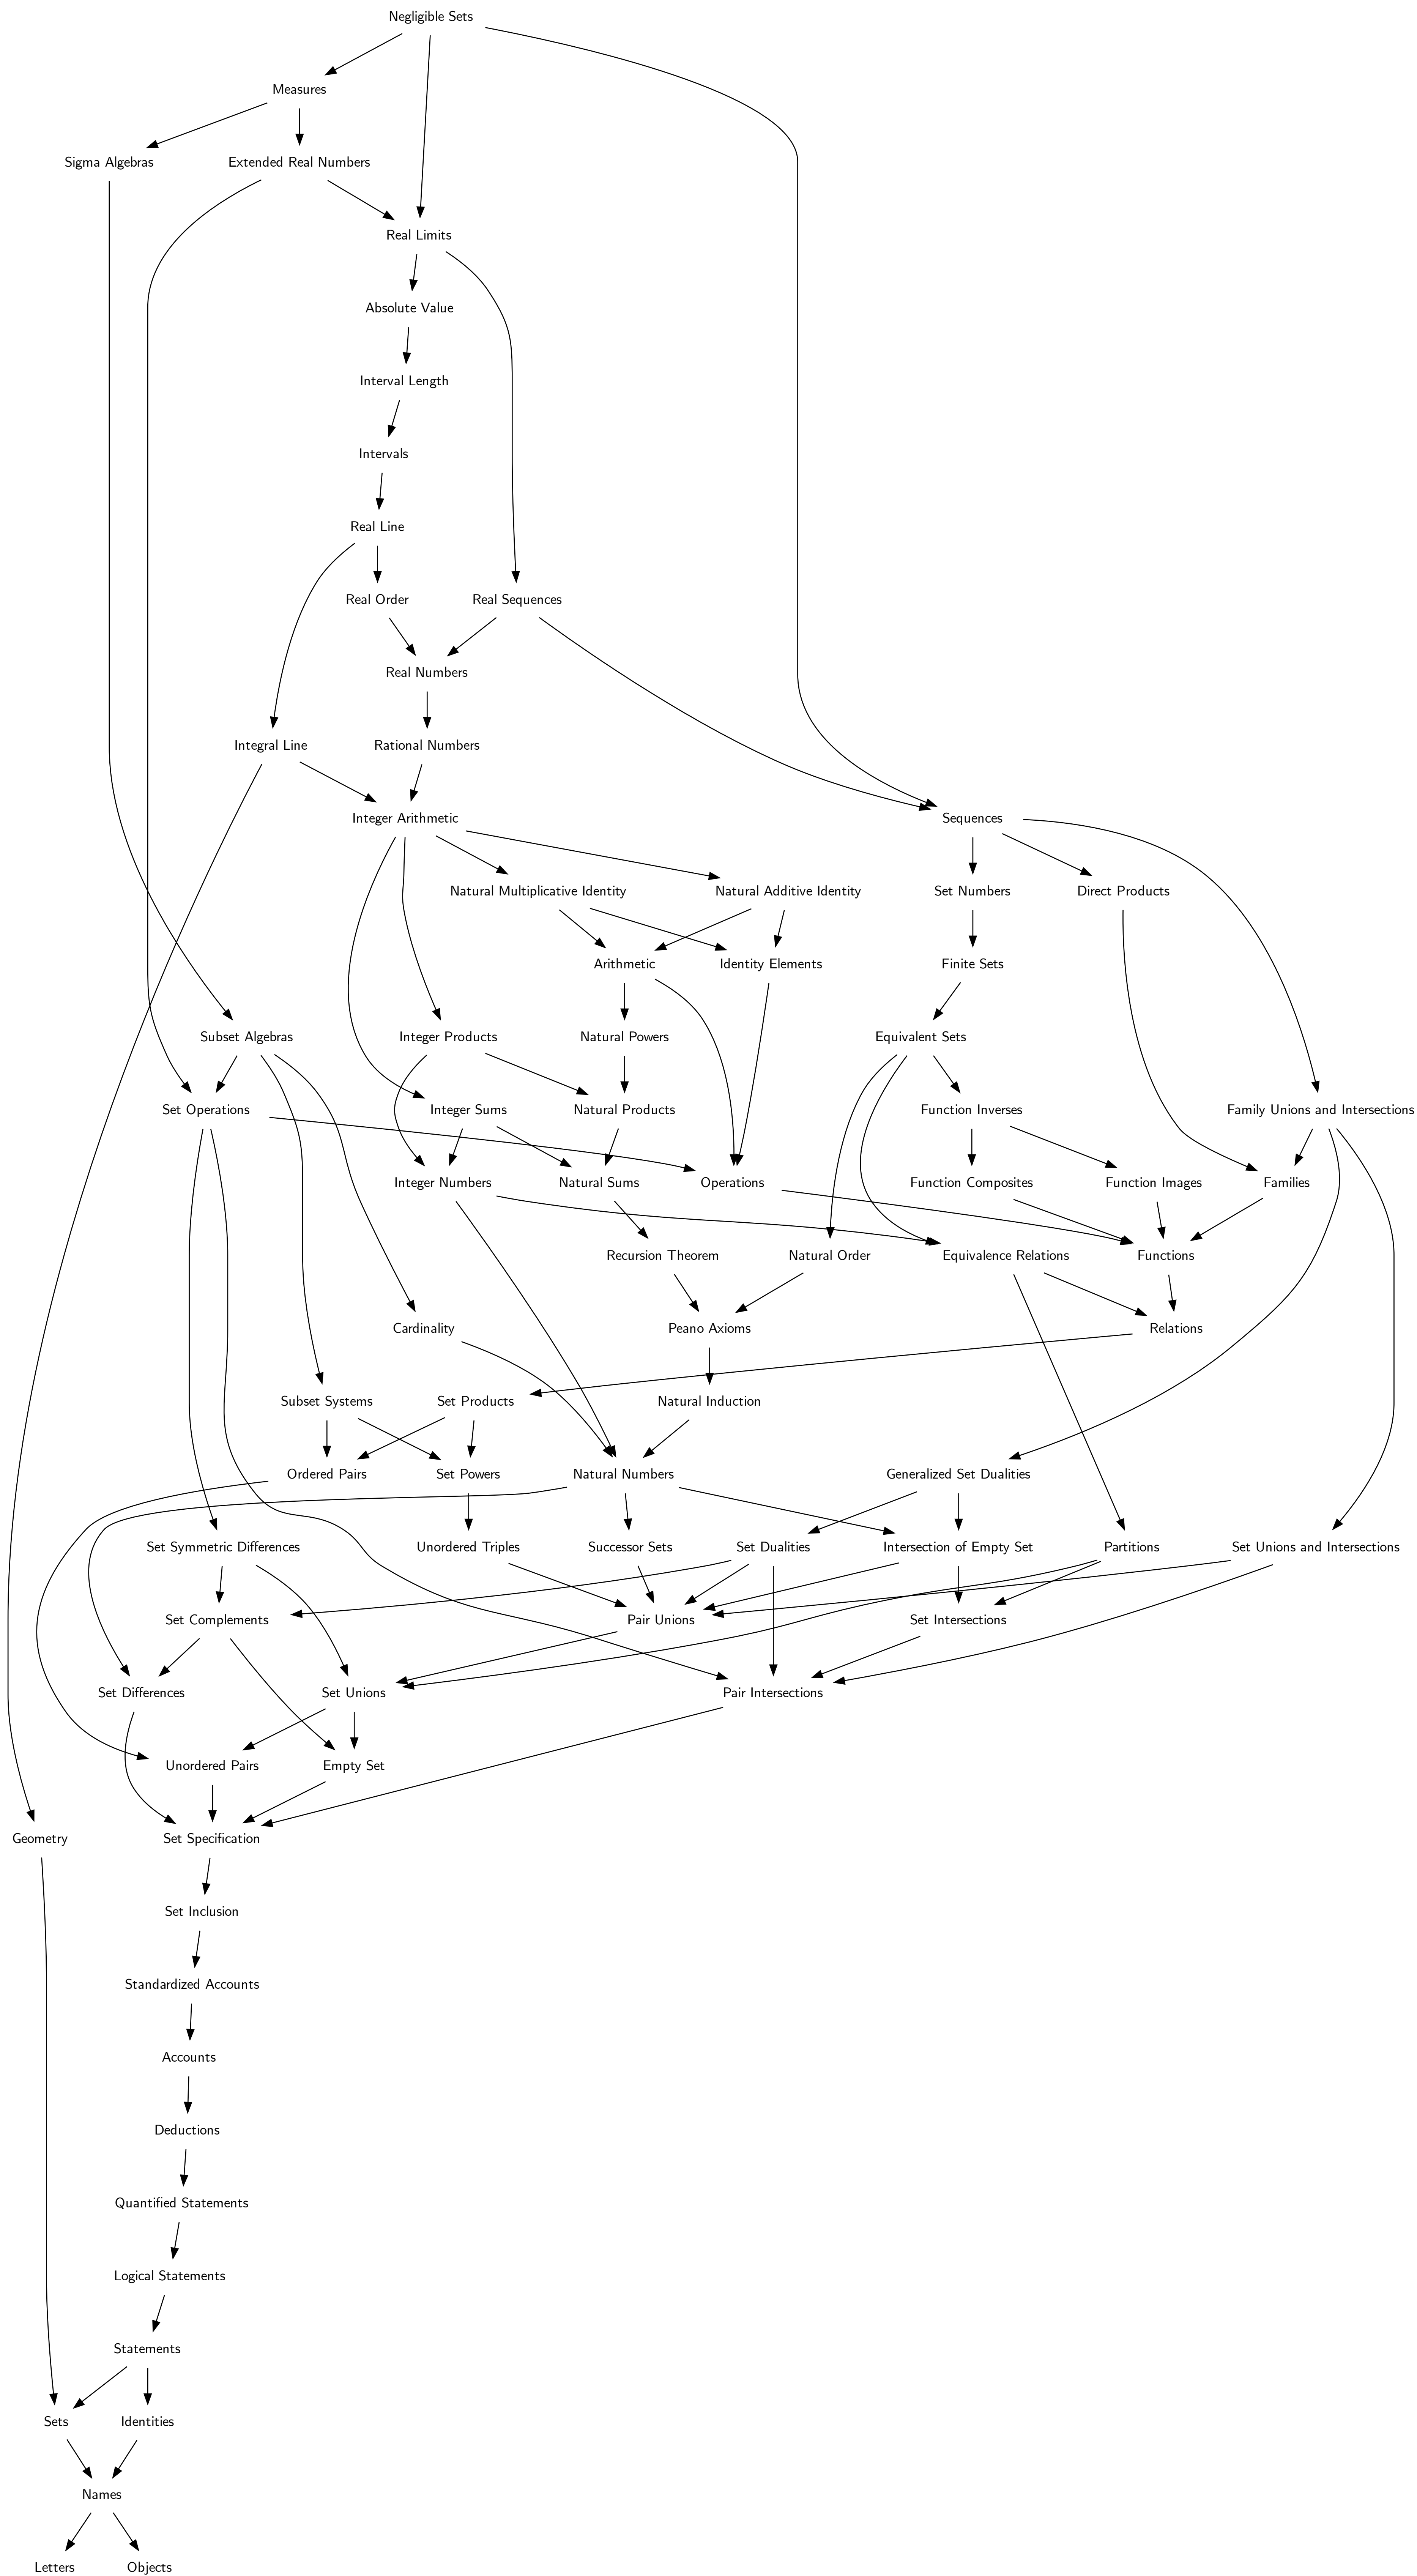 Negligible Sets
Measures
Sigma Algebras
Extended Real Numbers
Real Limits
Absolute Value
Interval Length
Intervals
Real Line
Real Order
Real Sequences
Real Numbers
Integral Line
Rational Numbers
Integer Arithmetic
Sequences
Natural Multiplicative Identity
Natural Additive Identity
Set Numbers
Direct Products
Arithmetic
Identity Elements
Finite Sets
Subset Algebras
Integer Products
Natural Powers
Equivalent Sets
Set Operations
Integer Sums
Natural Products
Function Inverses
Family Unions and Intersections
Integer Numbers
Natural Sums
Operations
Function Composites
Function Images
Families
Recursion Theorem
Natural Order
Equivalence Relations
Functions
Cardinality
Peano Axioms
Relations
Subset Systems
Set Products
Natural Induction
Ordered Pairs
Set Powers
Natural Numbers
Generalized Set Dualities
Set Symmetric Differences
Unordered Triples
Successor Sets
Set Dualities
Intersection of Empty Set
Partitions
Set Unions and Intersections
Set Complements
Pair Unions
Set Intersections
Set Differences
Set Unions
Pair Intersections
Unordered Pairs
Empty Set
Geometry
Set Specification
Set Inclusion
Standardized Accounts
Accounts
Deductions
Quantified Statements
Logical Statements
Statements
Sets
Identities
Names
Letters
Objects